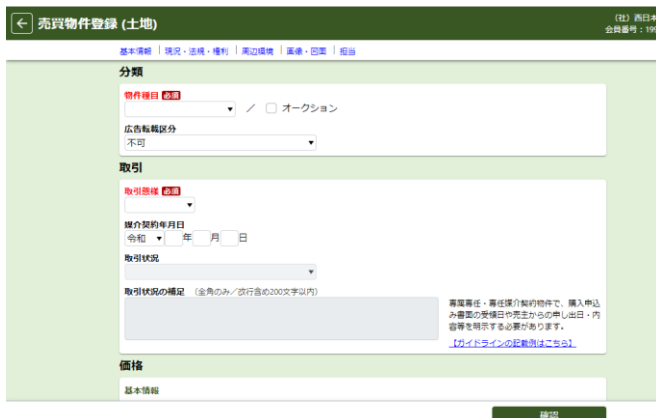 売買物件登録 (土地)
(社) 西日本
会員番号：199
基本情報 現況・法規・権利 周辺環境 画像・図面 担当
分類
物件種目 必須
／ オークション
広告転載区分
不可
取引
取引態様 必須
媒介契約年月日
令和 年 月 日
取引状況
取引状況の補足 （全角のみ／改行含め200文字以内）
専属専任・専任媒介契約物件で、購入申込
み書面の受領日や売主からの申し出日・内
容等を明示する必要があります。
【ガイドラインの記載例はこちら】
価格
基本情報
確認